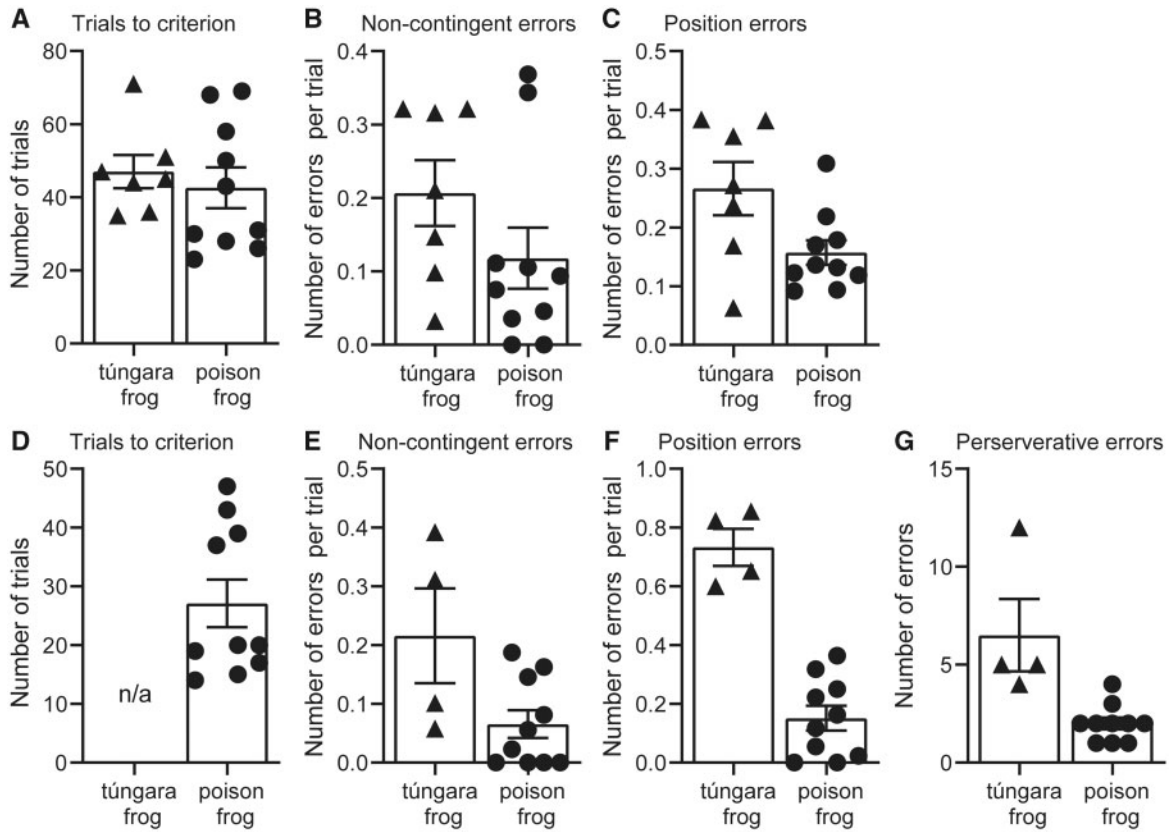 A Trials to criterion
Number of trials
80
60
40
20
0
túngara frog
poison frog
B Non-contingent errors
Number of errors per trial
0.4
0.3
0.2
0.1
0.0
túngara frog
poison frog
C Position errors
Number of errors per trial
0.5
0.4
0.3
0.2
0.1
0.0
túngara frog
poison frog
D Trials to criterion
Number of trials
50
40
30
20
10
0
n/a
túngara frog
poison frog
E Non-contingent errors
Number of errors per trial
0.5
0.4
0.3
0.2
0.1
0.0
túngara frog
poison frog
F Position errors
Number of errors per trial
1.0
0.8
0.6
0.4
0.2
0.0
túngara frog
poison frog
G Perserverative errors
Number of errors
15
10
5
0
túngara frog
poison frog